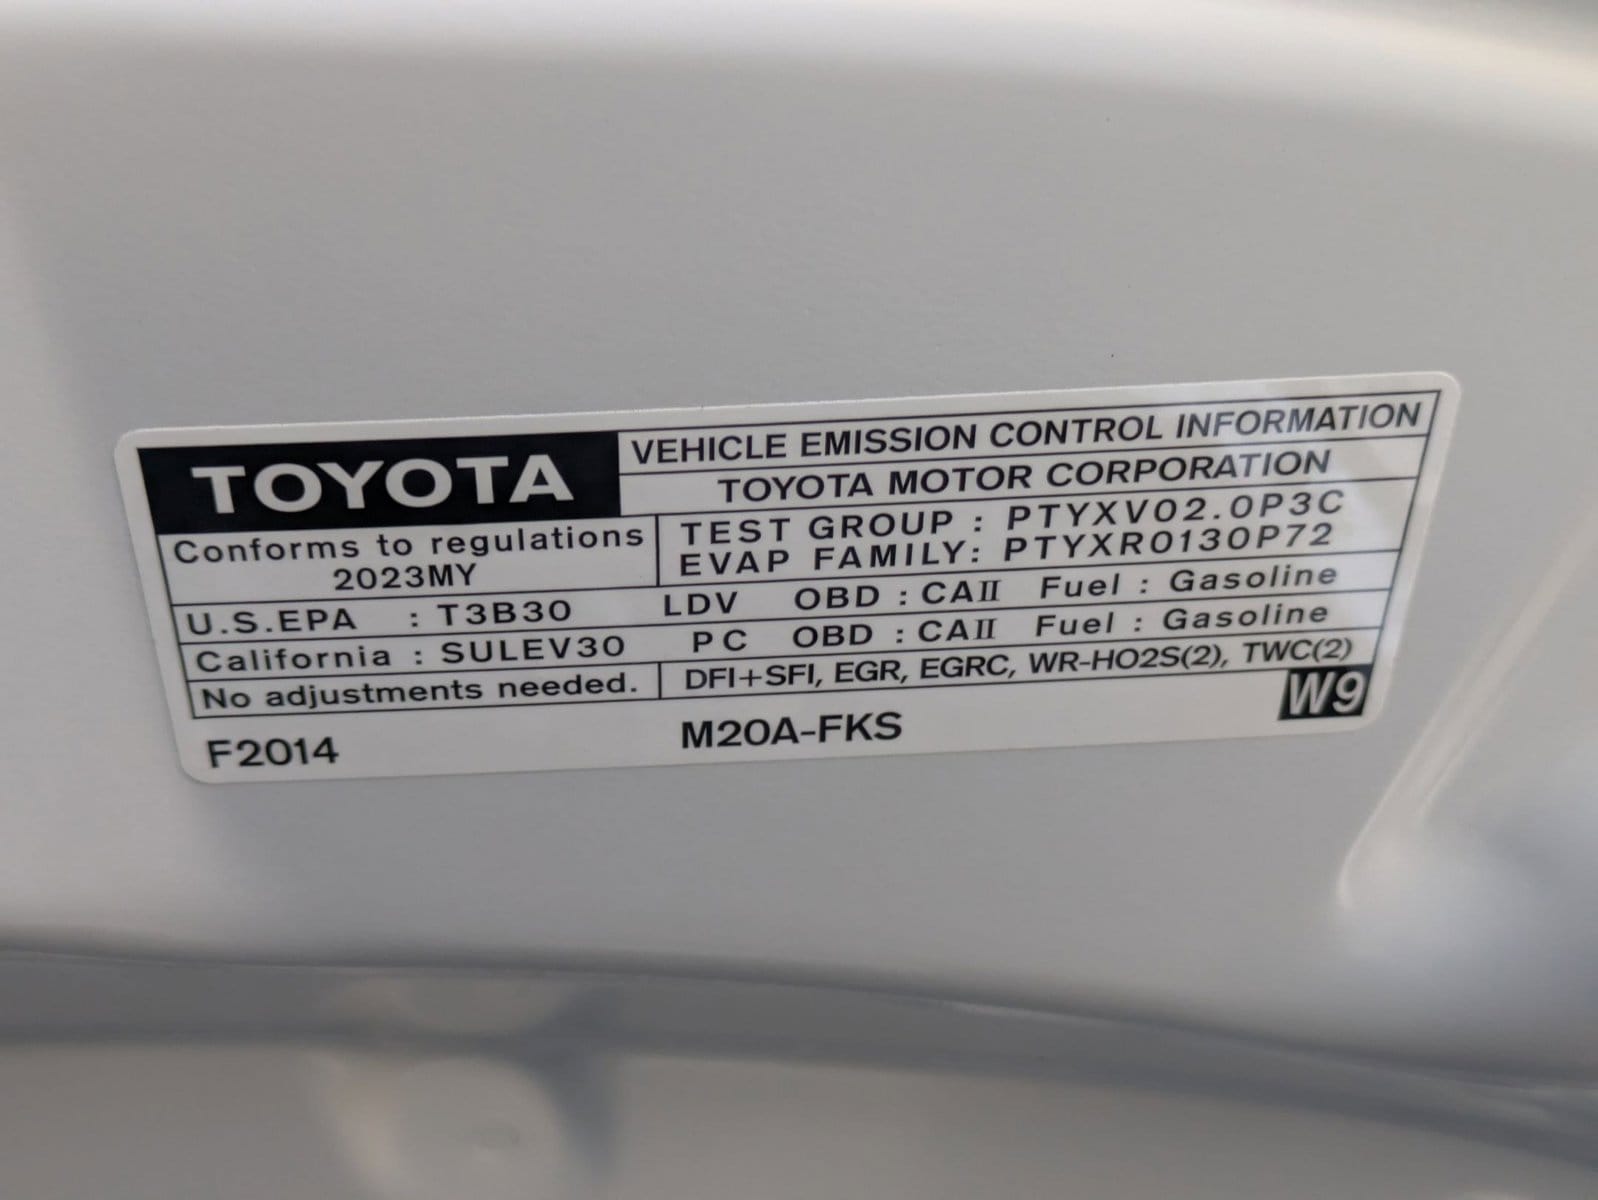 TOYOTA
VEHICLE EMISSION CONTROL INFORMATION
TOYOTA MOTOR CORPORATION
Conforms to regulations
2023MY
TEST GROUP : PTYXV02.0P3C
EVAP FAMILY: PTYXR0130P72
U.S.EPA : T3B30 LDV OBD : CAII Fuel : Gasoline
California : SULEV30 PC OBD : CAII Fuel : Gasoline
No adjustments needed. DFI+SFI, EGR, EGRC, WR-HO2S(2), TWC(2)
F2014 M20A-FKS W9